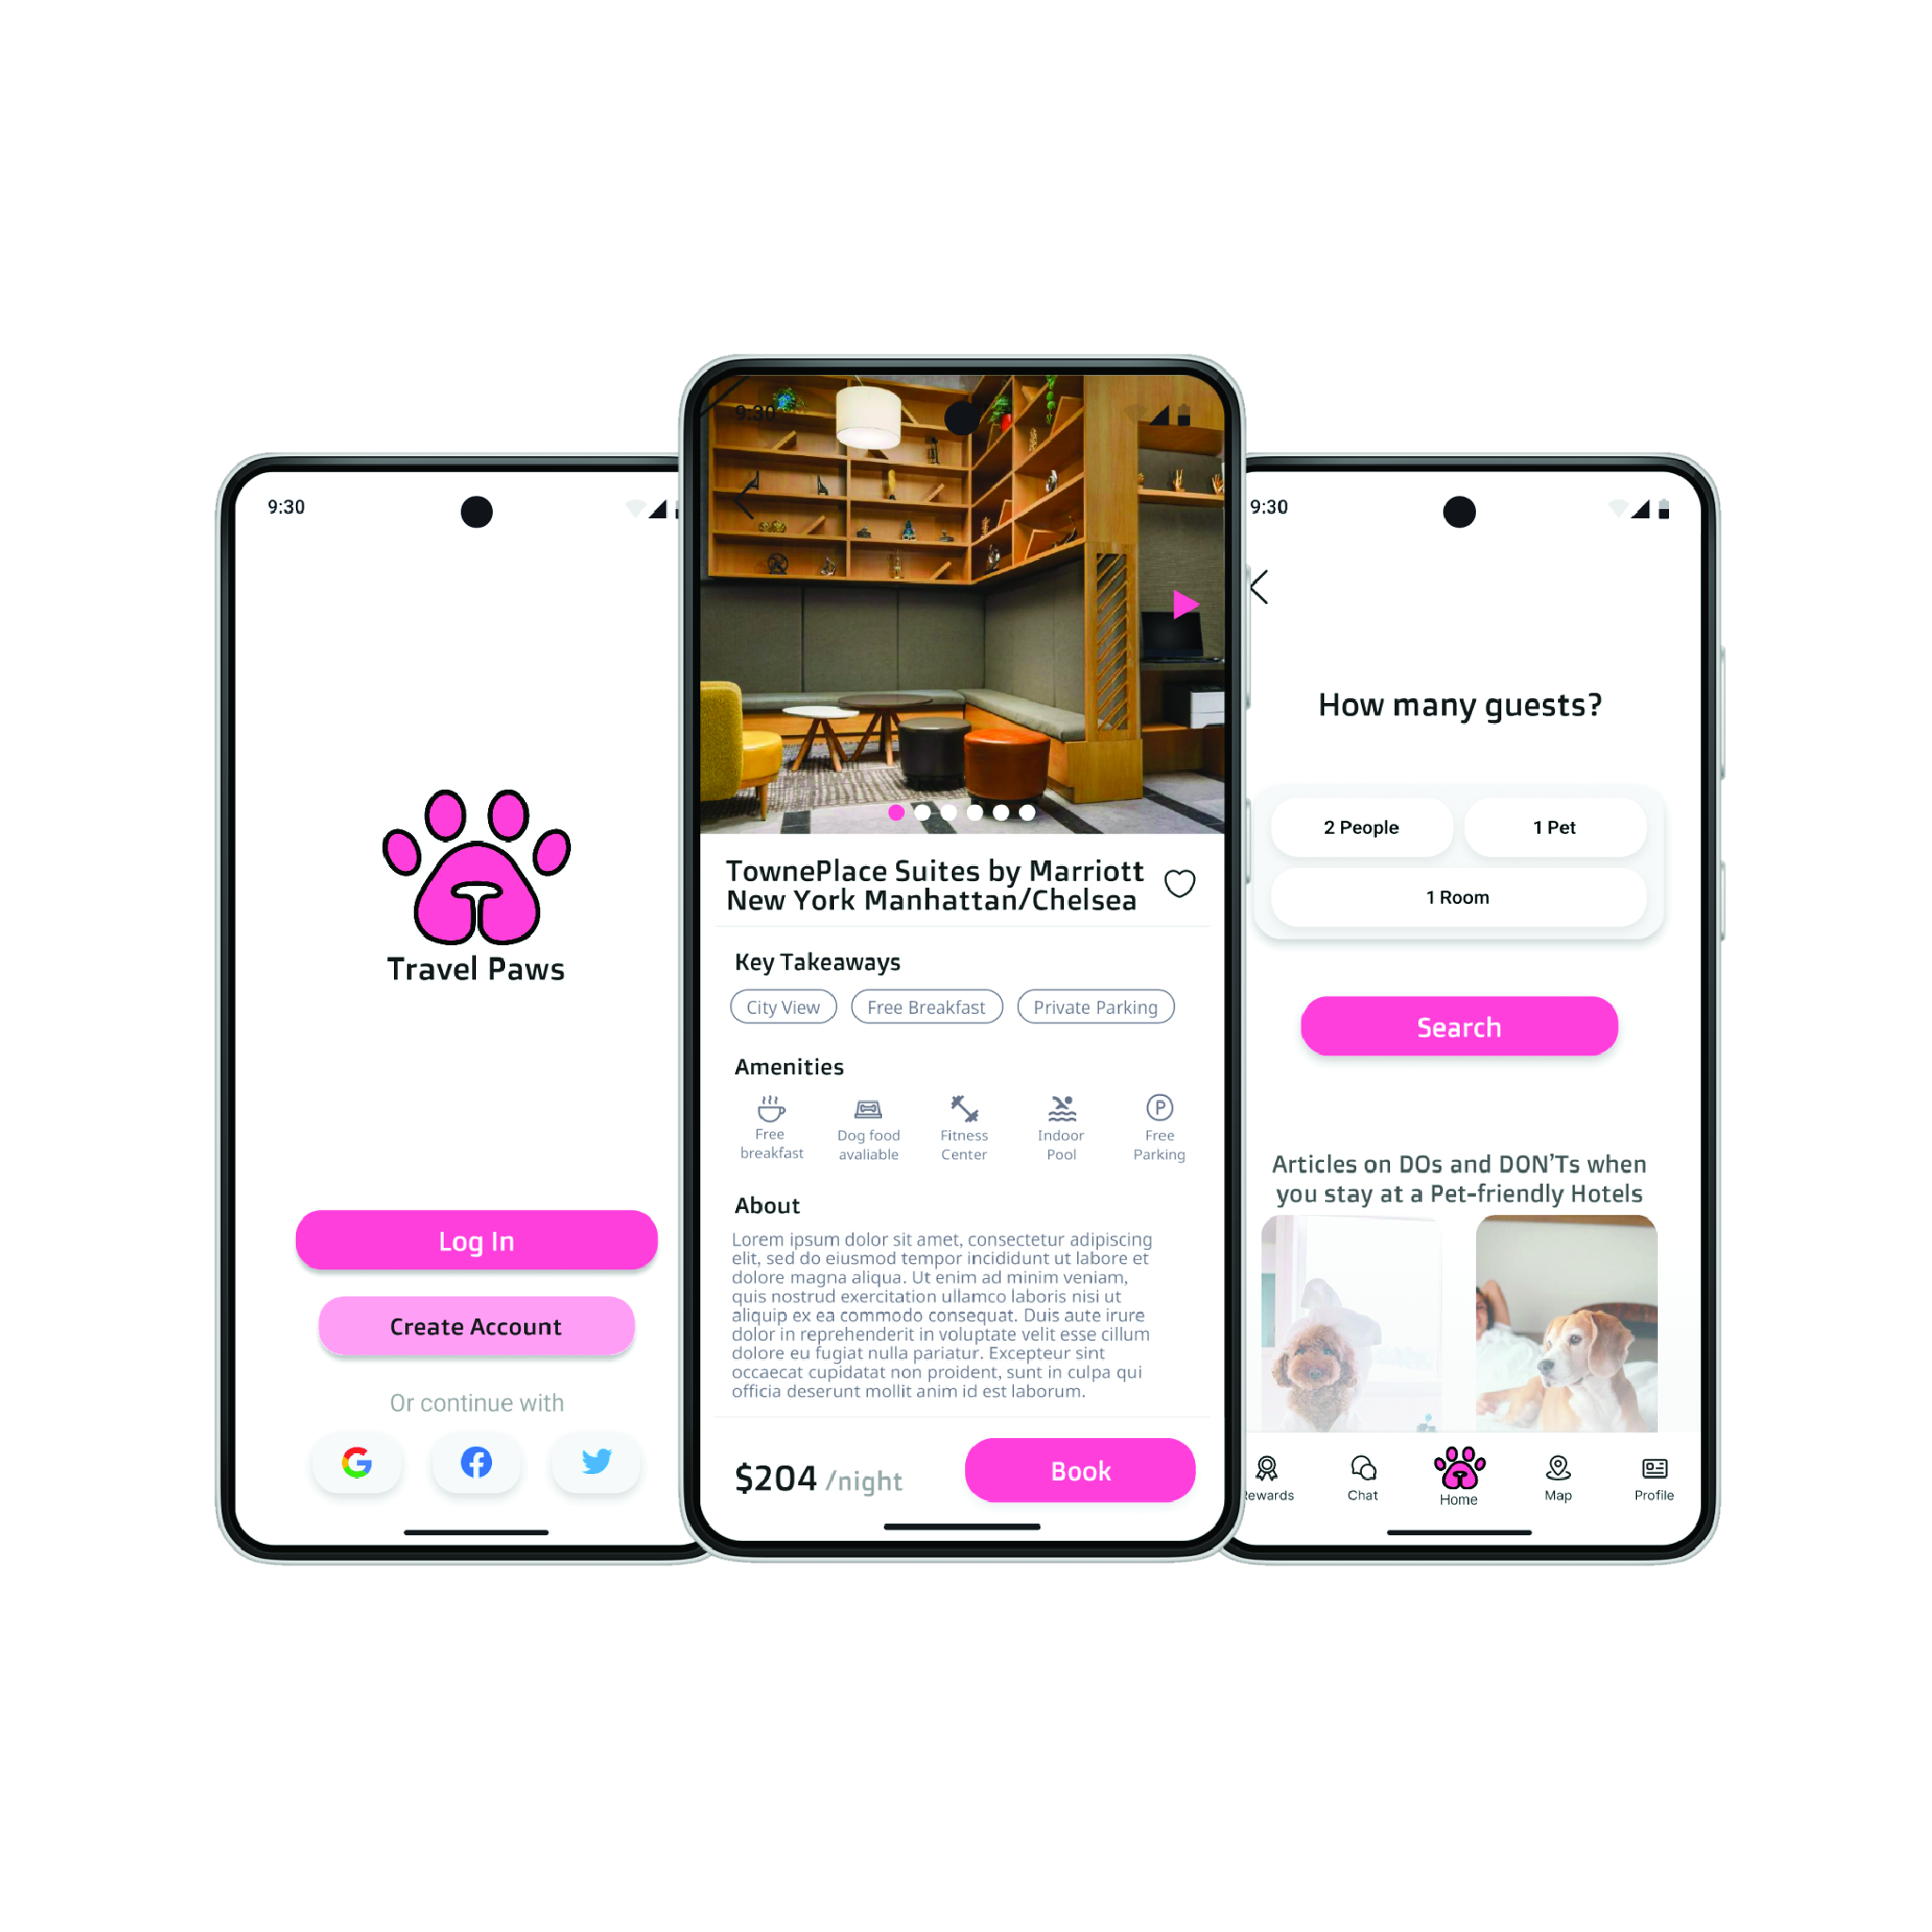 9:30
Travel Paws
Log In
Create Account
Or continue with
9:30
TownePlace Suites by Marriott
New York Manhattan/Chelsea
Key Takeaways
City View
Free Breakfast
Private Parking
Amenities
Free
breakfast
Dog food
avaliable
Fitness
Center
Indoor
Pool
P
Free
Parking
About
Lorem ipsum dolor sit amet, consectetur adipiscing
elit, sed do eiusmod tempor incididunt ut labore et
dolore magna aliqua. Ut enim ad minim veniam,
quis nostrud exercitation ullamco laboris nisi ut
aliquip ex ea commodo consequat. Duis aute irure
dolor in reprehenderit in voluptate velit esse cillum
dolore eu fugiat nulla pariatur. Excepteur sint
occaecat cupidatat non proident, sunt in culpa qui
officia deserunt mollit anim id est laborum.
$204 /night
Book
9:30
How many guests?
2 People
1 Pet
1 Room
Search
Articles on DOs and DON'Ts when
you stay at a Pet-friendly Hotels
ewards
Chat
Home
Map
Profile